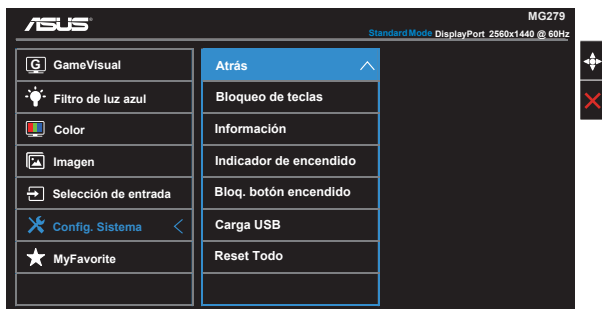 ASUS
MG279
Standard Mode DisplayPort 2560x1440 @ 60Hz
G GameVisual
Filtro de luz azul
Color
Imagen
Selección de entrada
Config. Sistema
MyFavorite
Atrás
Bloqueo de teclas
Información
Indicador de encendido
Bloq. botón encendido
Carga USB
Reset Todo